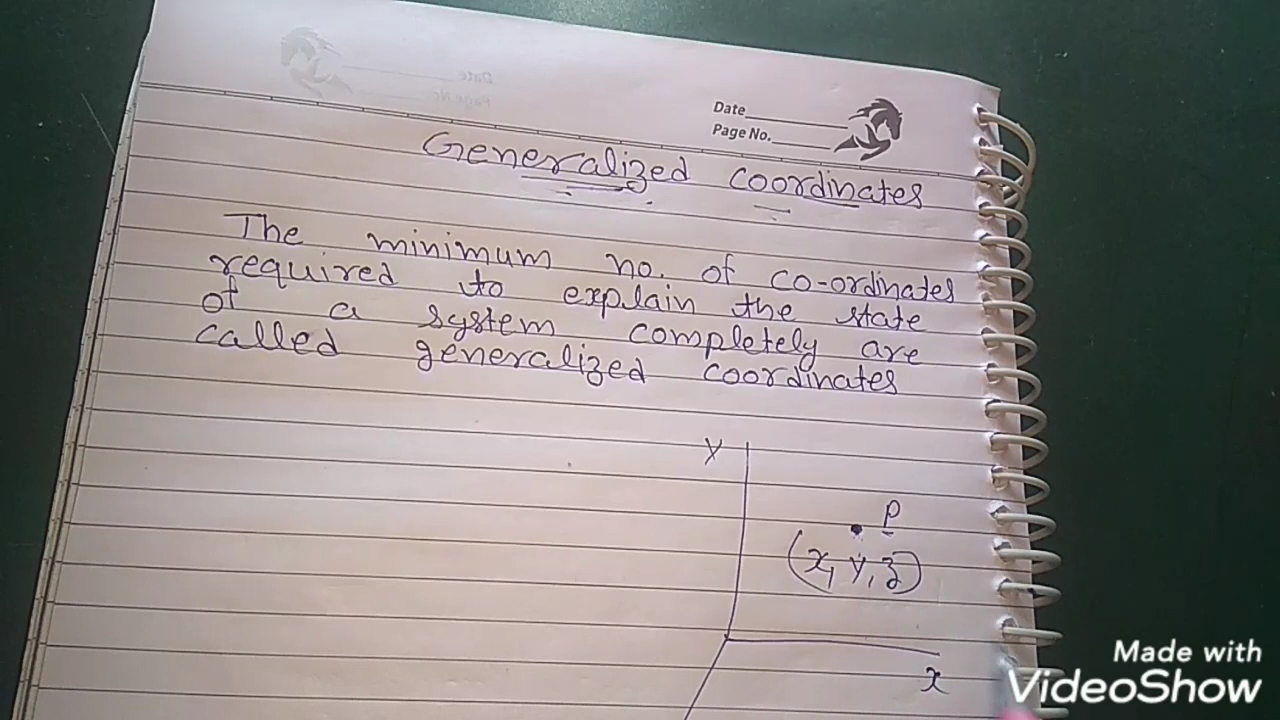 Date
Page No.
Generalized coordinates
The minimum no. of co-ordinates
required to explain the state
of a system completely are
called generalized coordinates
Y
P
(x, y, z)
x
Made with
VideoShow